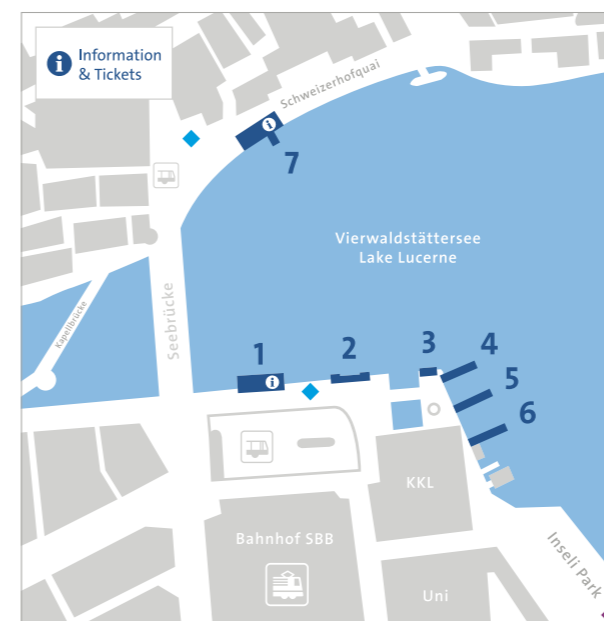 i Information
& Tickets
Schweizerhofquai
i
7
Vierwaldstättersee
Lake Lucerne
Kapellbrücke
Seebrücke
1
2
3
4
5
6
i
KKL
Bahnhof SBB
Inseli Park
Uni